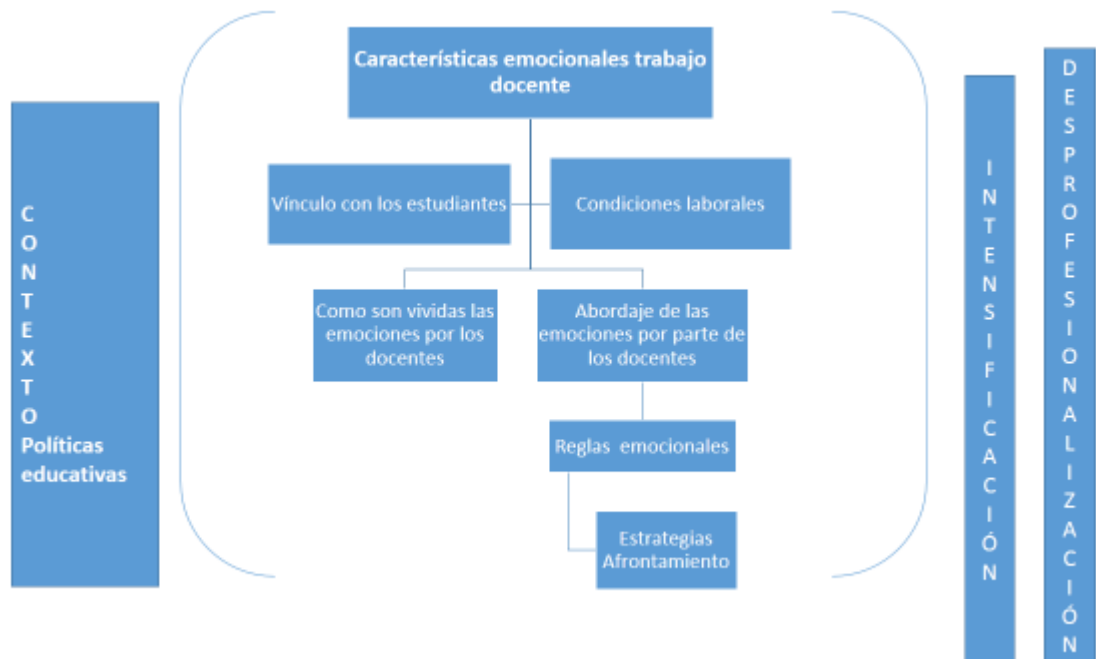 Características emocionales trabajo
docente
Vínculo con los estudiantes
Condiciones laborales
Como son vividas las
emociones por los
docentes
Abordaje de las
emociones por parte de
los docentes
Reglas emocionales
Estrategias
Afrontamiento
C
O
N
T
E
X
T
O
Políticas
educativas
I
N
T
E
N
S
I
F
I
C
A
C
I
Ó
N
D
E
S
P
R
O
F
E
S
I
O
N
A
L
I
Z
A
C
I
Ó
N